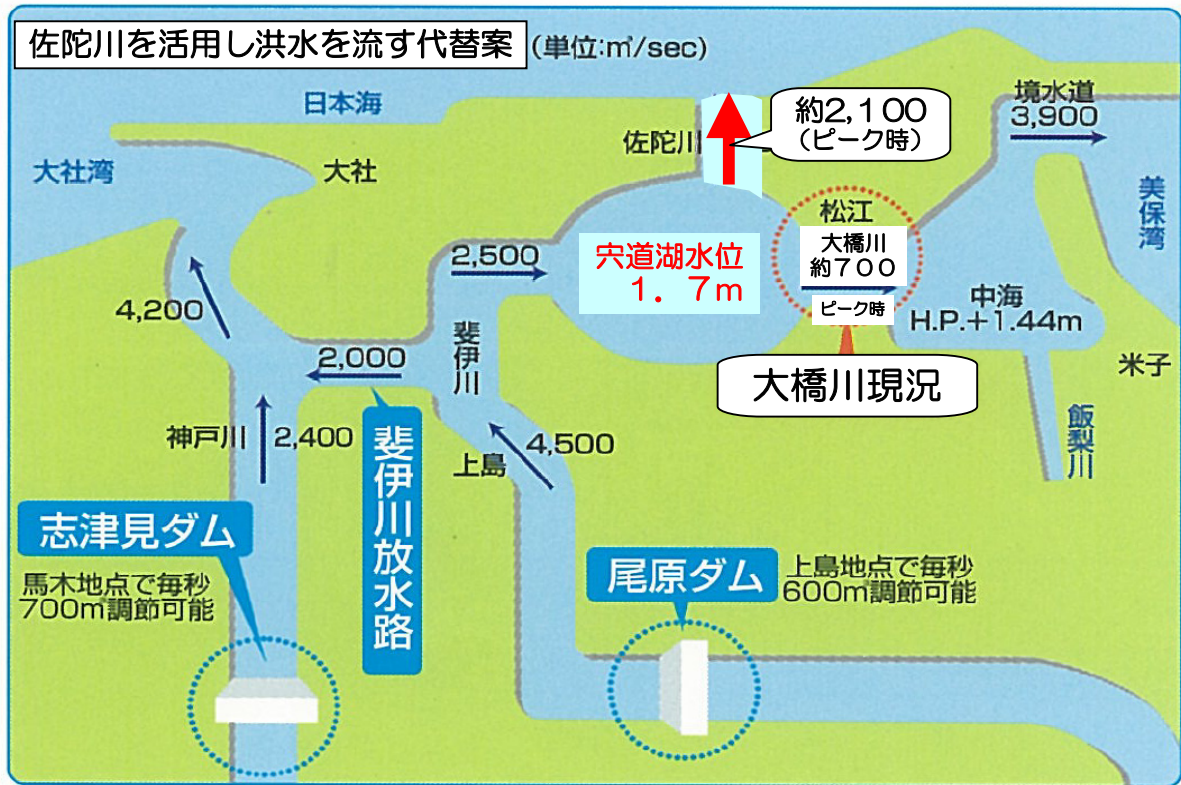 佐陀川を活用し洪水を流す代替案 (単位:㎥/sec)
日本海
大社湾
大社
佐陀川
約2,100
（ピーク時）
境水道
3,900
美保湾
松江
大橋川
約７００
ピーク時
2,500
宍道湖水位
１．７ｍ
中海
H.P.+1.44m
米子
大橋川現況
飯梨川
4,200
2,000
斐伊川
神戸川
2,400
斐伊川放水路
上島
4,500
志津見ダム
馬木地点で毎秒
700㎥調節可能
尾原ダム
上島地点で毎秒
600㎥調節可能